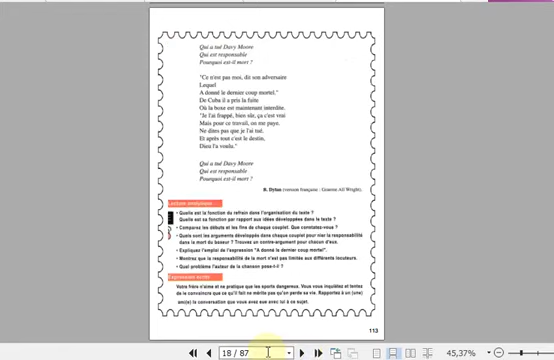 Qui a tué Davy Moore
Qui est responsable
Pourquoi est-il mort ?
"Ce n'est pas moi, dit son adversaire
Lequel
A donné le dernier coup mortel."
De Cuba il a pris la fuite
Où la boxe est maintenant interdite.
"Je l'ai frappé, bien sûr, ça c'est vrai
Mais pour ce travail, on me paye.
Ne dites pas que je l'ai tué.
Et après tout c'est le destin,
Dieu l'a voulu."
Qui a tué Davy Moore
Qui est responsable
Pourquoi est-il mort ?
B. Dylan (version française : Graeme All Wright).
Lecture analytique
• Quelle est la fonction du refrain dans l'organisation du texte ?
Quelle est sa fonction par rapport aux idées développées dans le texte ?
• Comparez les débuts et les fins de chaque couplet. Que constatez-vous ?
• Quels sont les arguments développés dans chaque couplet pour nier la responsabilité
dans la mort du boxeur ? Trouvez un contre-argument pour chacun d'eux.
• Expliquez l'emploi de l'expression "A donné le dernier coup mortel".
• Montrez que la responsabilité de la mort n'est pas limitée aux différents locuteurs.
• Quel problème l'auteur de la chanson pose-t-il ?
Expression écrite
Votre frère n'aime et ne pratique que les sports dangereux. Vous vous inquiétez et tentez
de le convaincre que ce qu'il fait ne mérite pas qu'on perde sa vie. Rapportez à un (une)
ami(e) la conversation que vous avez eue avec lui à ce sujet.
113
18 / 87
45,37%